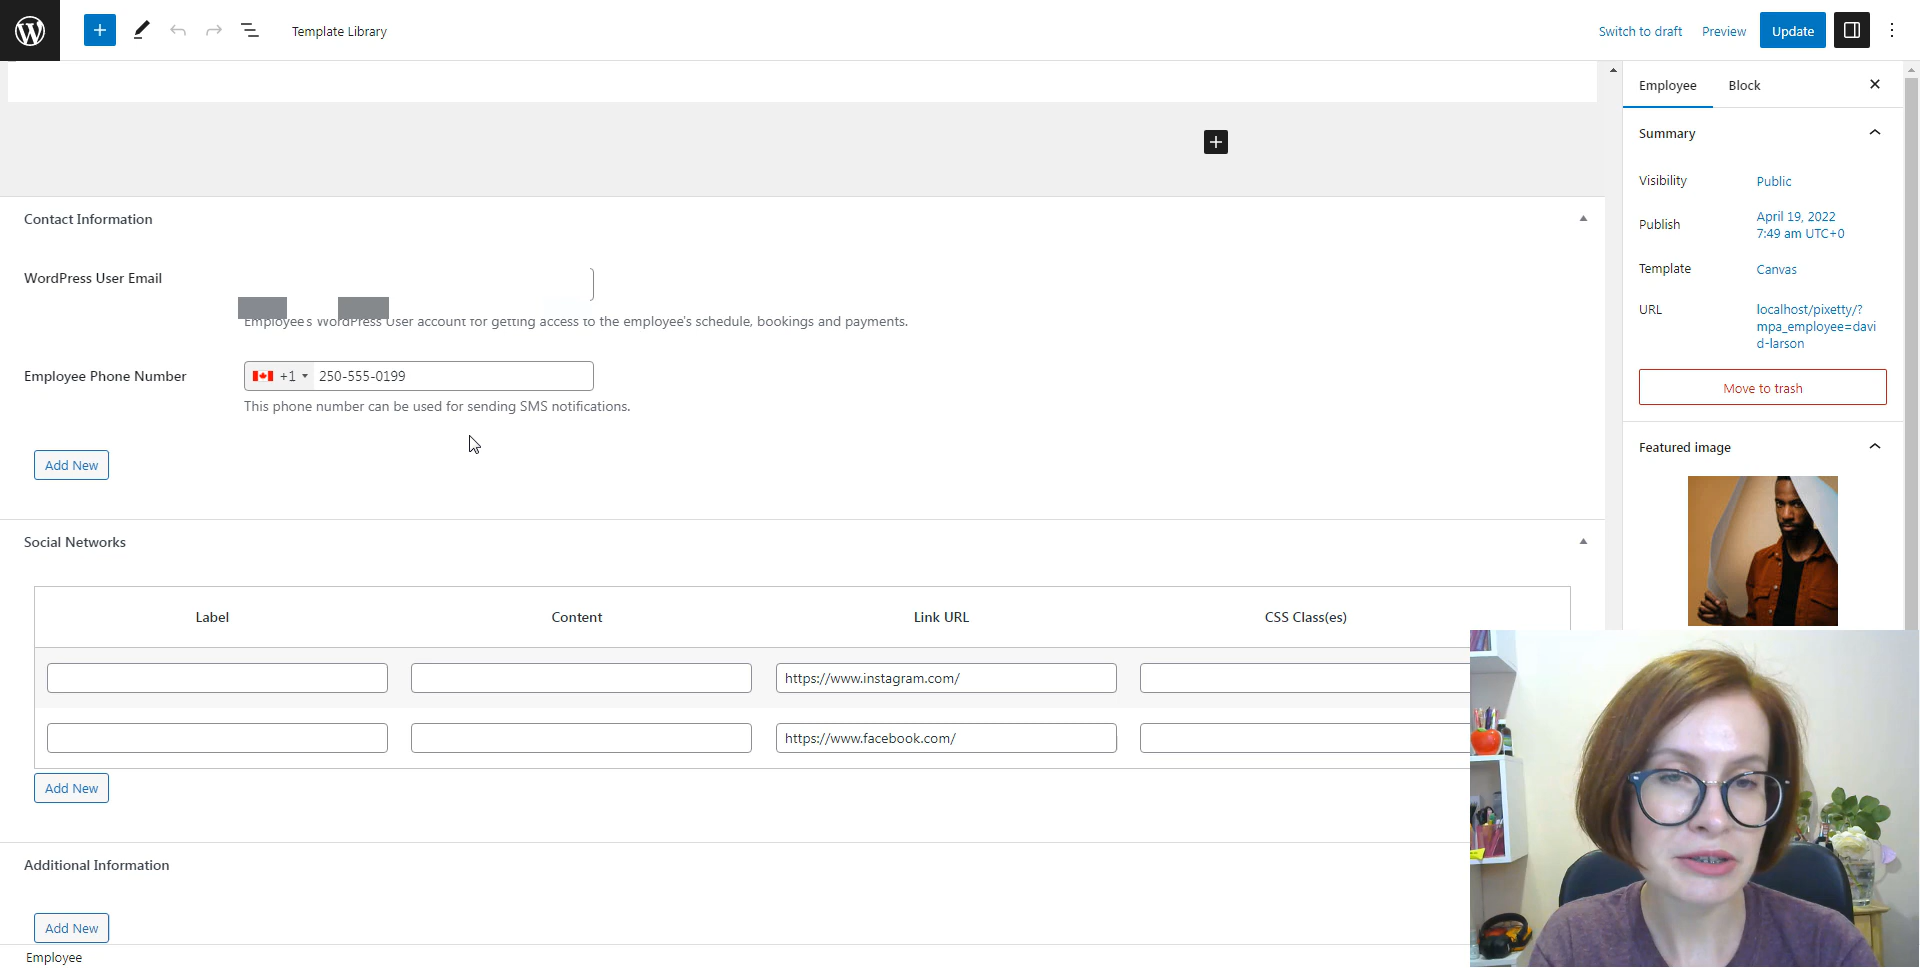 Template Library
Switch to draft
Preview
Update
Employee
Block
Summary
Visibility
Public
Publish
April 19, 2022
7:49 am UTC+0
Template
Canvas
URL
localhost/pixetty/?
mpa_employee=davi
d-larson
Move to trash
Featured image
Contact Information
WordPress User Email
Employee's WordPress User account for getting access to the employee's schedule, bookings and payments.
Employee Phone Number
+1
250-555-0199
This phone number can be used for sending SMS notifications.
Add New
Social Networks
Label
Content
Link URL
CSS Class(es)
https://www.instagram.com/
https://www.facebook.com/
Add New
Additional Information
Add New
Employee